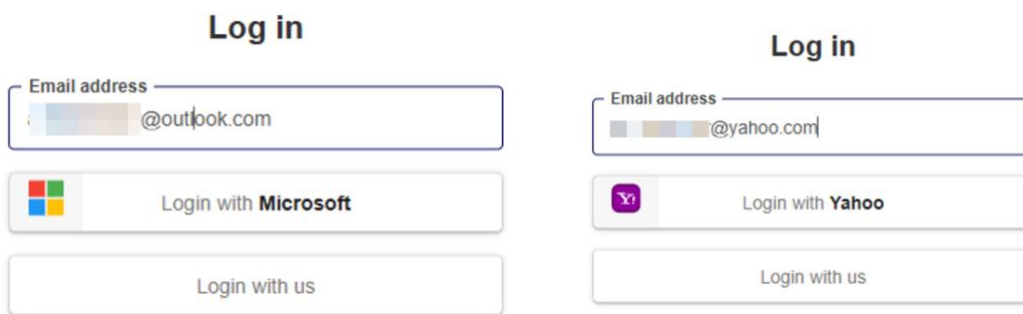 Log in
Email address
@outlook.com
Login with Microsoft
Login with us
Log in
Email address
@yahoo.com
Login with Yahoo
Login with us